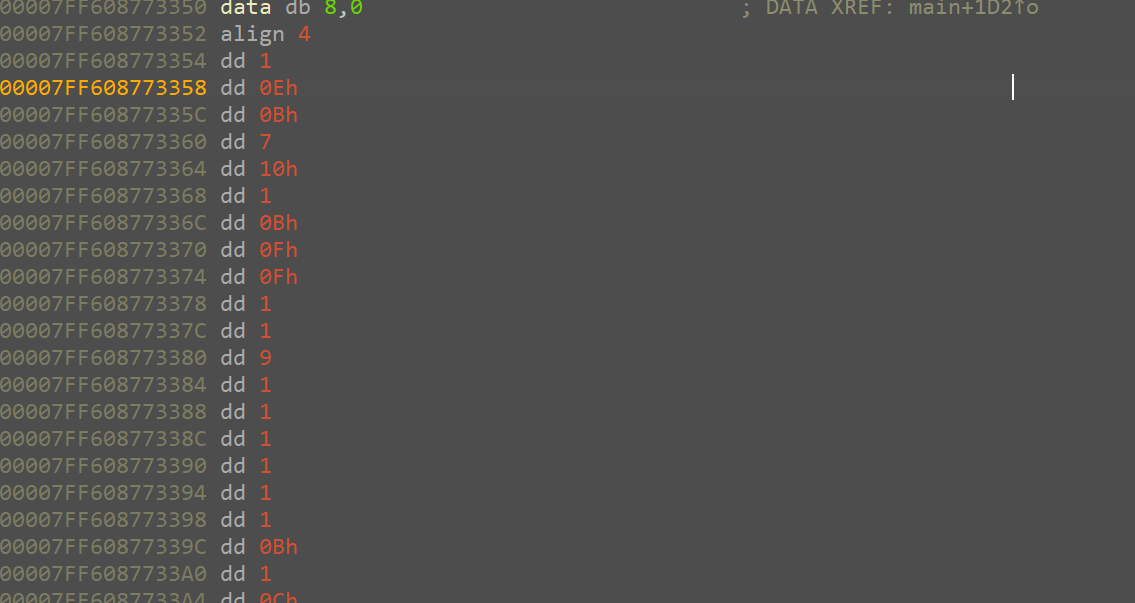 00007FF608773350 data db 8,0 ; DATA XREF: main+1D2↑o
00007FF608773352 align 4
00007FF608773354 dd 1
00007FF608773358 dd 0Eh
00007FF60877335C dd 0Bh
00007FF608773360 dd 7
00007FF608773364 dd 10h
00007FF608773368 dd 1
00007FF60877336C dd 0Bh
00007FF608773370 dd 0Fh
00007FF608773374 dd 0Fh
00007FF608773378 dd 1
00007FF60877337C dd 1
00007FF608773380 dd 9
00007FF608773384 dd 1
00007FF608773388 dd 1
00007FF60877338C dd 1
00007FF608773390 dd 1
00007FF608773394 dd 1
00007FF608773398 dd 1
00007FF60877339C dd 0Bh
00007FF6087733A0 dd 1
00007FF6087733A4 dd 0Ch